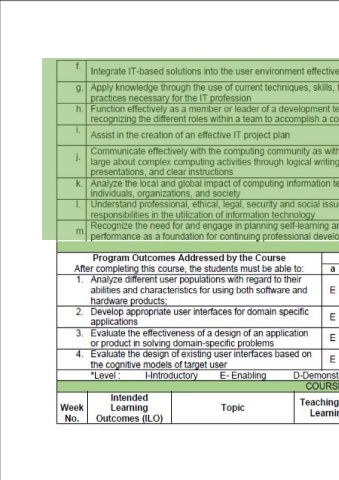 f. Integrate IT-based solutions into the user environment effective
g. Apply knowledge through the use of current techniques, skills,
practices necessary for the IT profession
h. Function effectively as a member or leader of a development
recognizing the different roles within a team to accomplish a
i. Assist in the creation of an effective IT project plan
j. Communicate effectively with the computing community as
large about complex computing activities through logical writing
presentations, and clear instructions
k. Analyze the local and global impact of computing information
individuals, organizations, and society
l. Understand professional, ethical, legal, security and social
responsibilities in the utilization of information technology
m. Recognize the need for and engage in planning self-learning
performance as a foundation for continuing professional
Program Outcomes Addressed by the Course
After completing this course, the students must be able to: a
1. Analyze different user populations with regard to their
abilities and characteristics for using both software and E
hardware products;
2. Develop appropriate user interfaces for domain specific
applications E
3. Evaluate the effectiveness of a design of an application
or product in solving domain-specific problems E
4. Evaluate the design of existing user interfaces based on
the cognitive models of target user E
*Level : I-Introductory E- Enabling D-Demonst
COURS
Week No. Intended Learning Outcomes (ILO) Topic Teaching Learnin